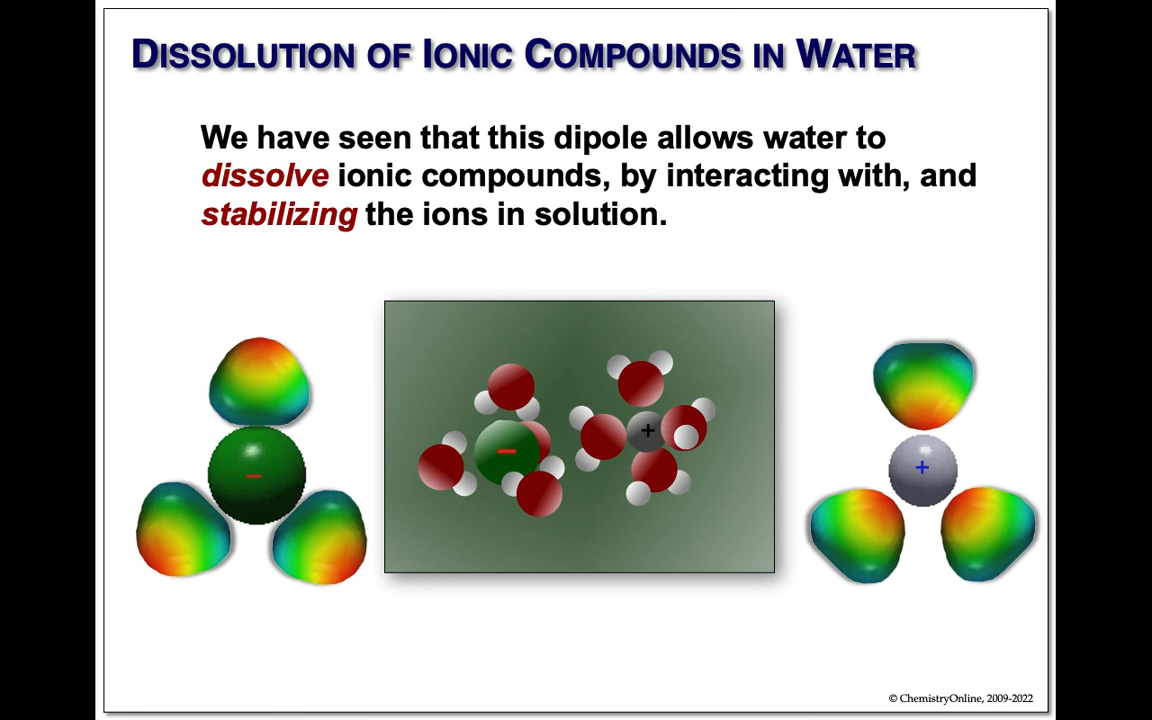 DISSOLUTION OF IONIC COMPOUNDS IN WATER
We have seen that this dipole allows water to
dissolve ionic compounds, by interacting with, and
stabilizing the ions in solution.
−
−
+
+
© ChemistryOnline, 2009-2022